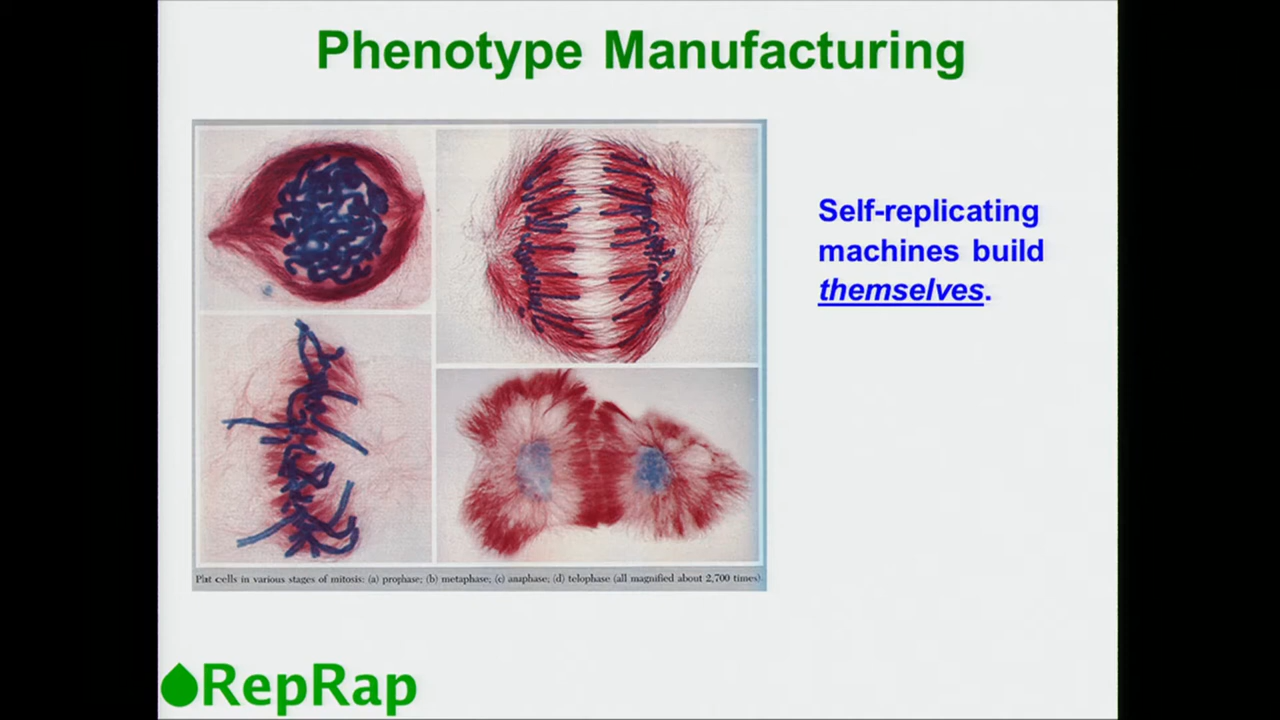 Phenotype Manufacturing
Self-replicating
machines build
themselves.
Plat cells in various stages of mitosis: (a) prophase; (b) metaphase; (c) anaphase; (d) telophase (all magnified about 2,700 times)
RepRap